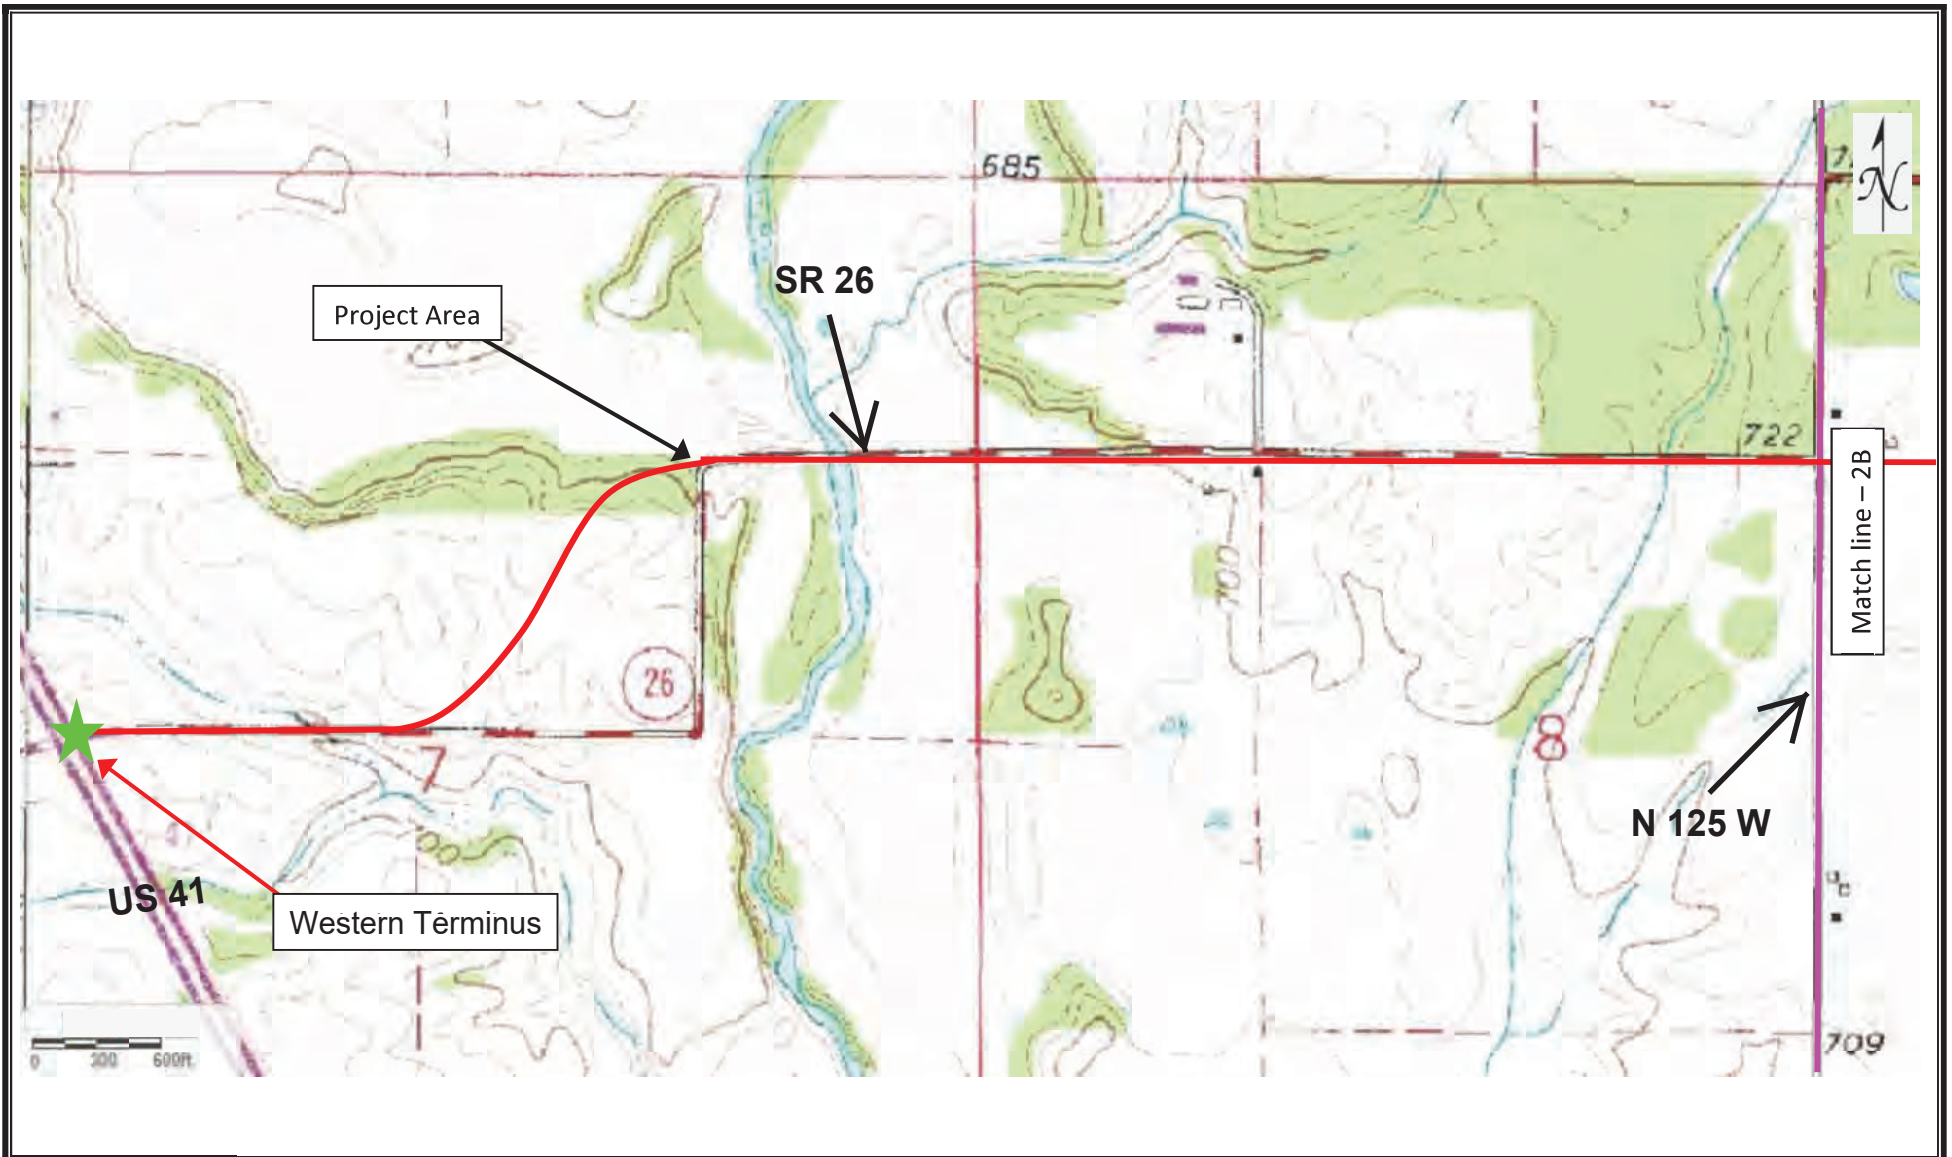 685
N
SR 26
Project Area
722
Match line – 2B
26
7
8
N 125 W
US 41
Western Terminus
0 300 600ft
709